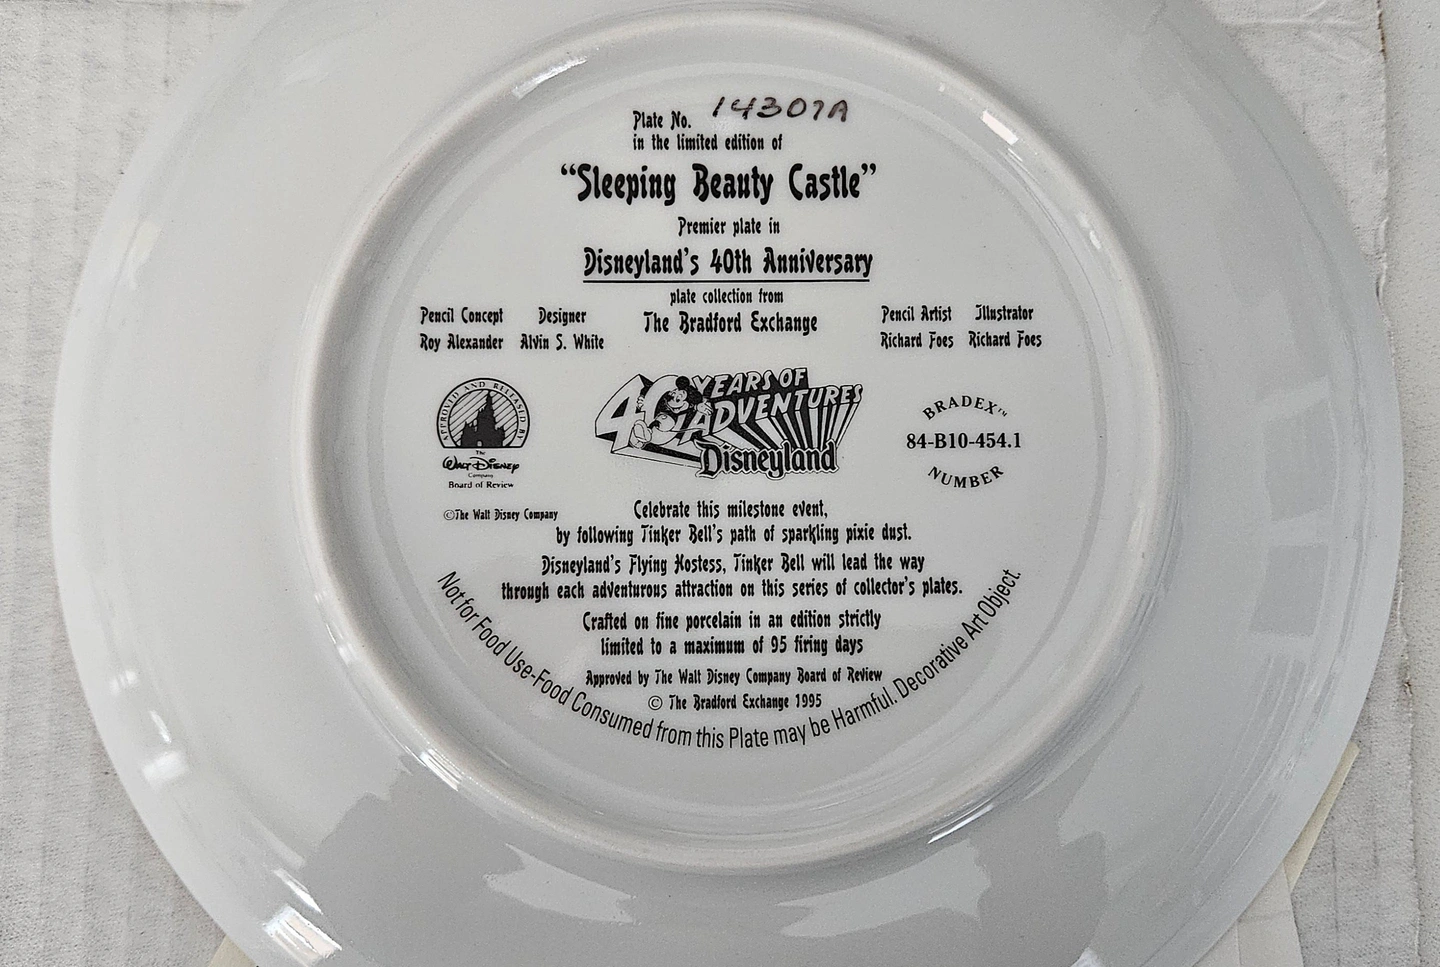 Plate No. 14307A
in the limited edition of
“Sleeping Beauty Castle”
Premier plate in
Disneyland’s 40th Anniversary
plate collection from
The Bradford Exchange
Pencil Concept
Roy Alexander
Designer
Alvin S. White
Pencil Artist
Richard Foes
Illustrator
Richard Foes
APPROVED AND RELEASED BY
The
WALT DISNEY
Company
Board of Review
©The Walt Disney Company
40 YEARS OF
ADVENTURES
Disneyland
BRADEX™
84-B10-454.1
NUMBER
Celebrate this milestone event,
by following Tinker Bell’s path of sparkling pixie dust.
Disneyland’s Flying Hostess, Tinker Bell will lead the way
through each adventurous attraction on this series of collector’s plates.
Crafted on fine porcelain in an edition strictly
limited to a maximum of 95 firing days
Approved by The Walt Disney Company Board of Review
© The Bradford Exchange 1995
Not for Food Use-Food Consumed from this Plate may be Harmful. Decorative Art Object.